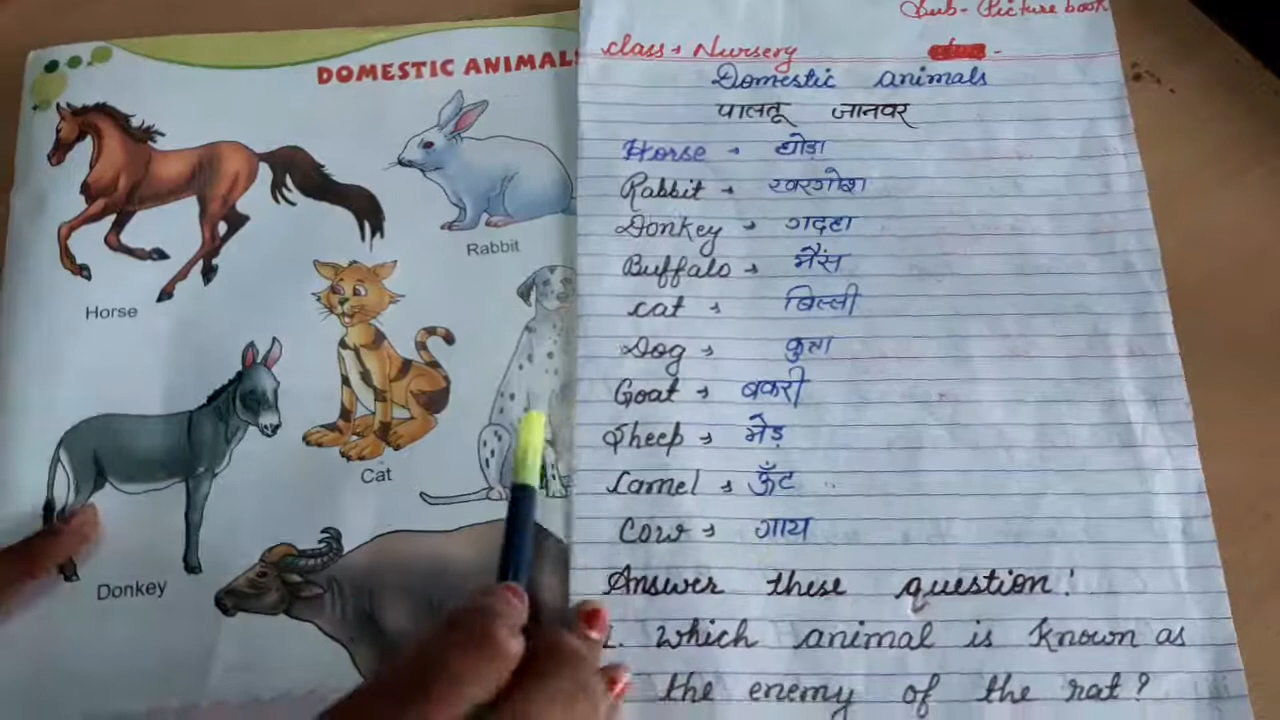 DOMESTIC ANIMALS
Horse
Rabbit
Cat
Donkey
Sub- Picture book
Class → Nursery
Domestic animals
पालतू जानवर
Horse → घोड़ा
Rabbit → खरगोश
Donkey → गदहा
Buffalo → भैंस
cat → बिल्ली
Dog → कुत्ता
Goat → बकरी
Sheep → भेड़
Camel → ऊँट
Cow → गाय
Answer these question!
1. Which animal is known as
the enemy of the rat?